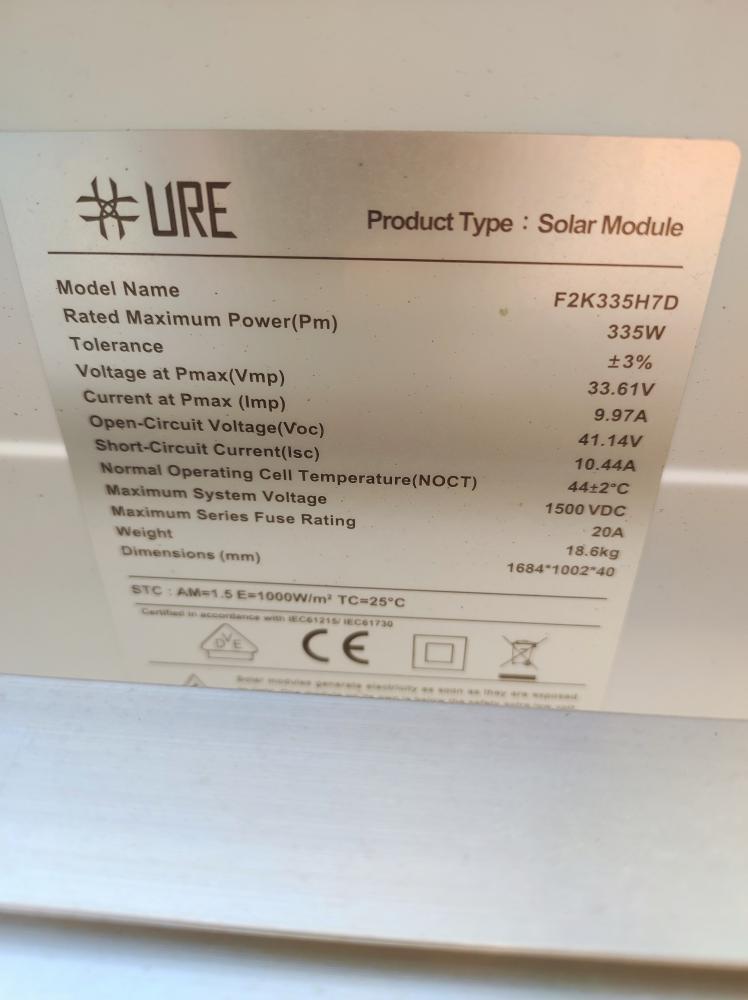 URE
Product Type : Solar Module
Model Name F2K335H7D
Rated Maximum Power(Pm) 335W
Tolerance ±3%
Voltage at Pmax(Vmp) 33.61V
Current at Pmax (Imp) 9.97A
Open-Circuit Voltage(Voc) 41.14V
Short-Circuit Current(Isc) 10.44A
Normal Operating Cell Temperature(NOCT) 44±2°C
Maximum System Voltage 1500 VDC
Maximum Series Fuse Rating 20A
Weight 18.6kg
Dimensions (mm) 1684*1002*40
STC : AM=1.5 E=1000W/m² TC=25°C
Certified in accordance with IEC61215/ IEC61730
DVE CE
Solar modules generate electricity as soon as they are exposed